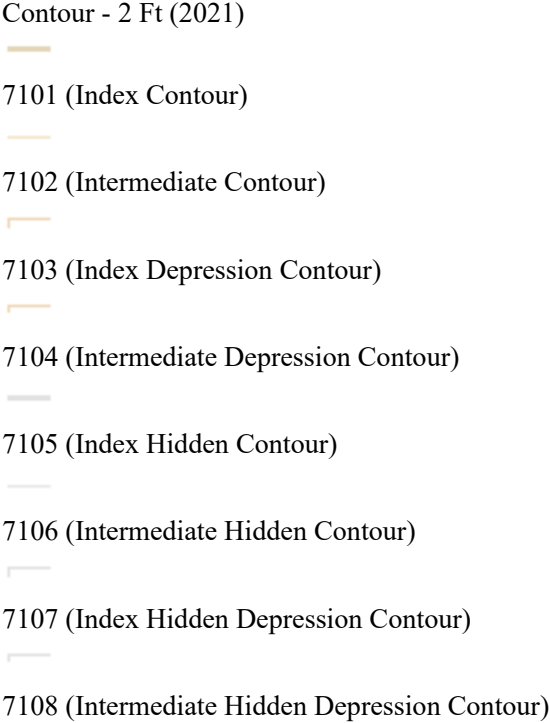 Contour - 2 Ft (2021)
7101 (Index Contour)
7102 (Intermediate Contour)
7103 (Index Depression Contour)
7104 (Intermediate Depression Contour)
7105 (Index Hidden Contour)
7106 (Intermediate Hidden Contour)
7107 (Index Hidden Depression Contour)
7108 (Intermediate Hidden Depression Contour)